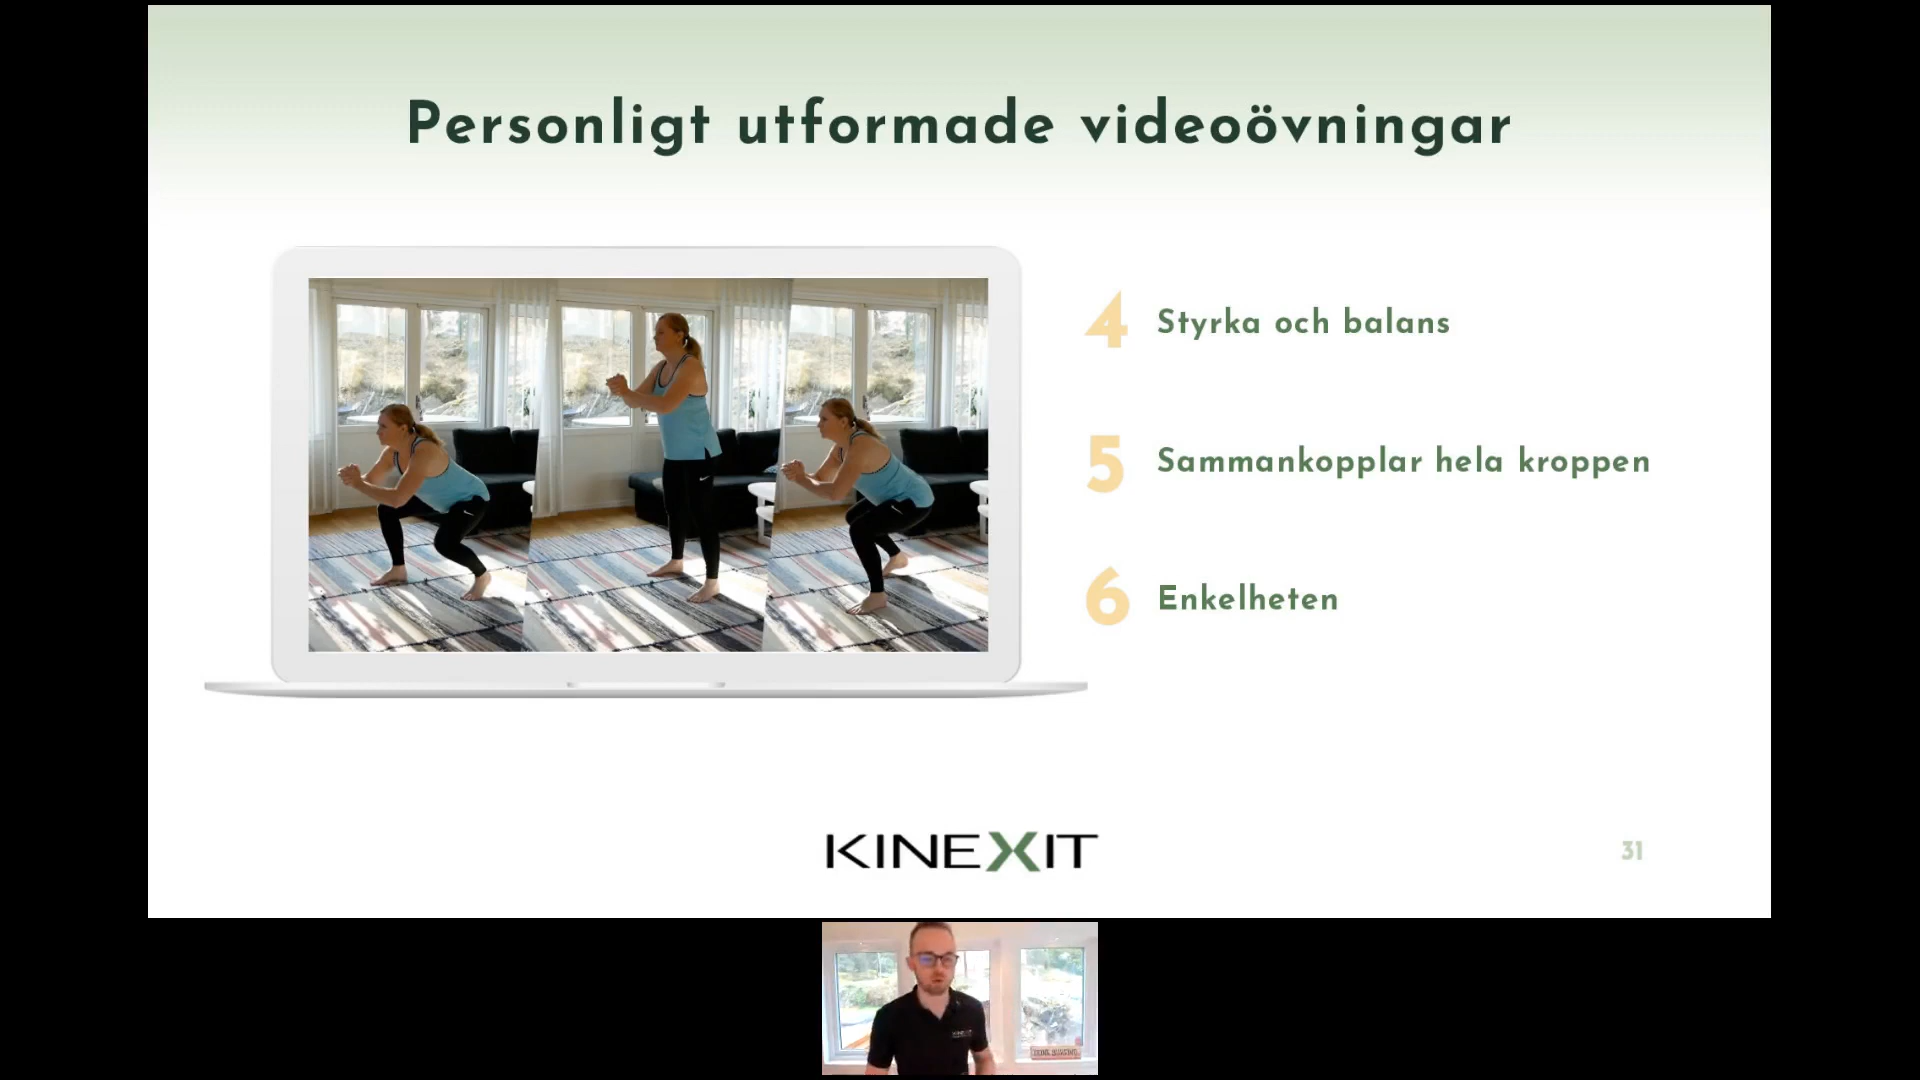 Personligt utformade videoövningar
4 Styrka och balans
5 Sammankopplar hela kroppen
6 Enkelheten
KINEXIT
31